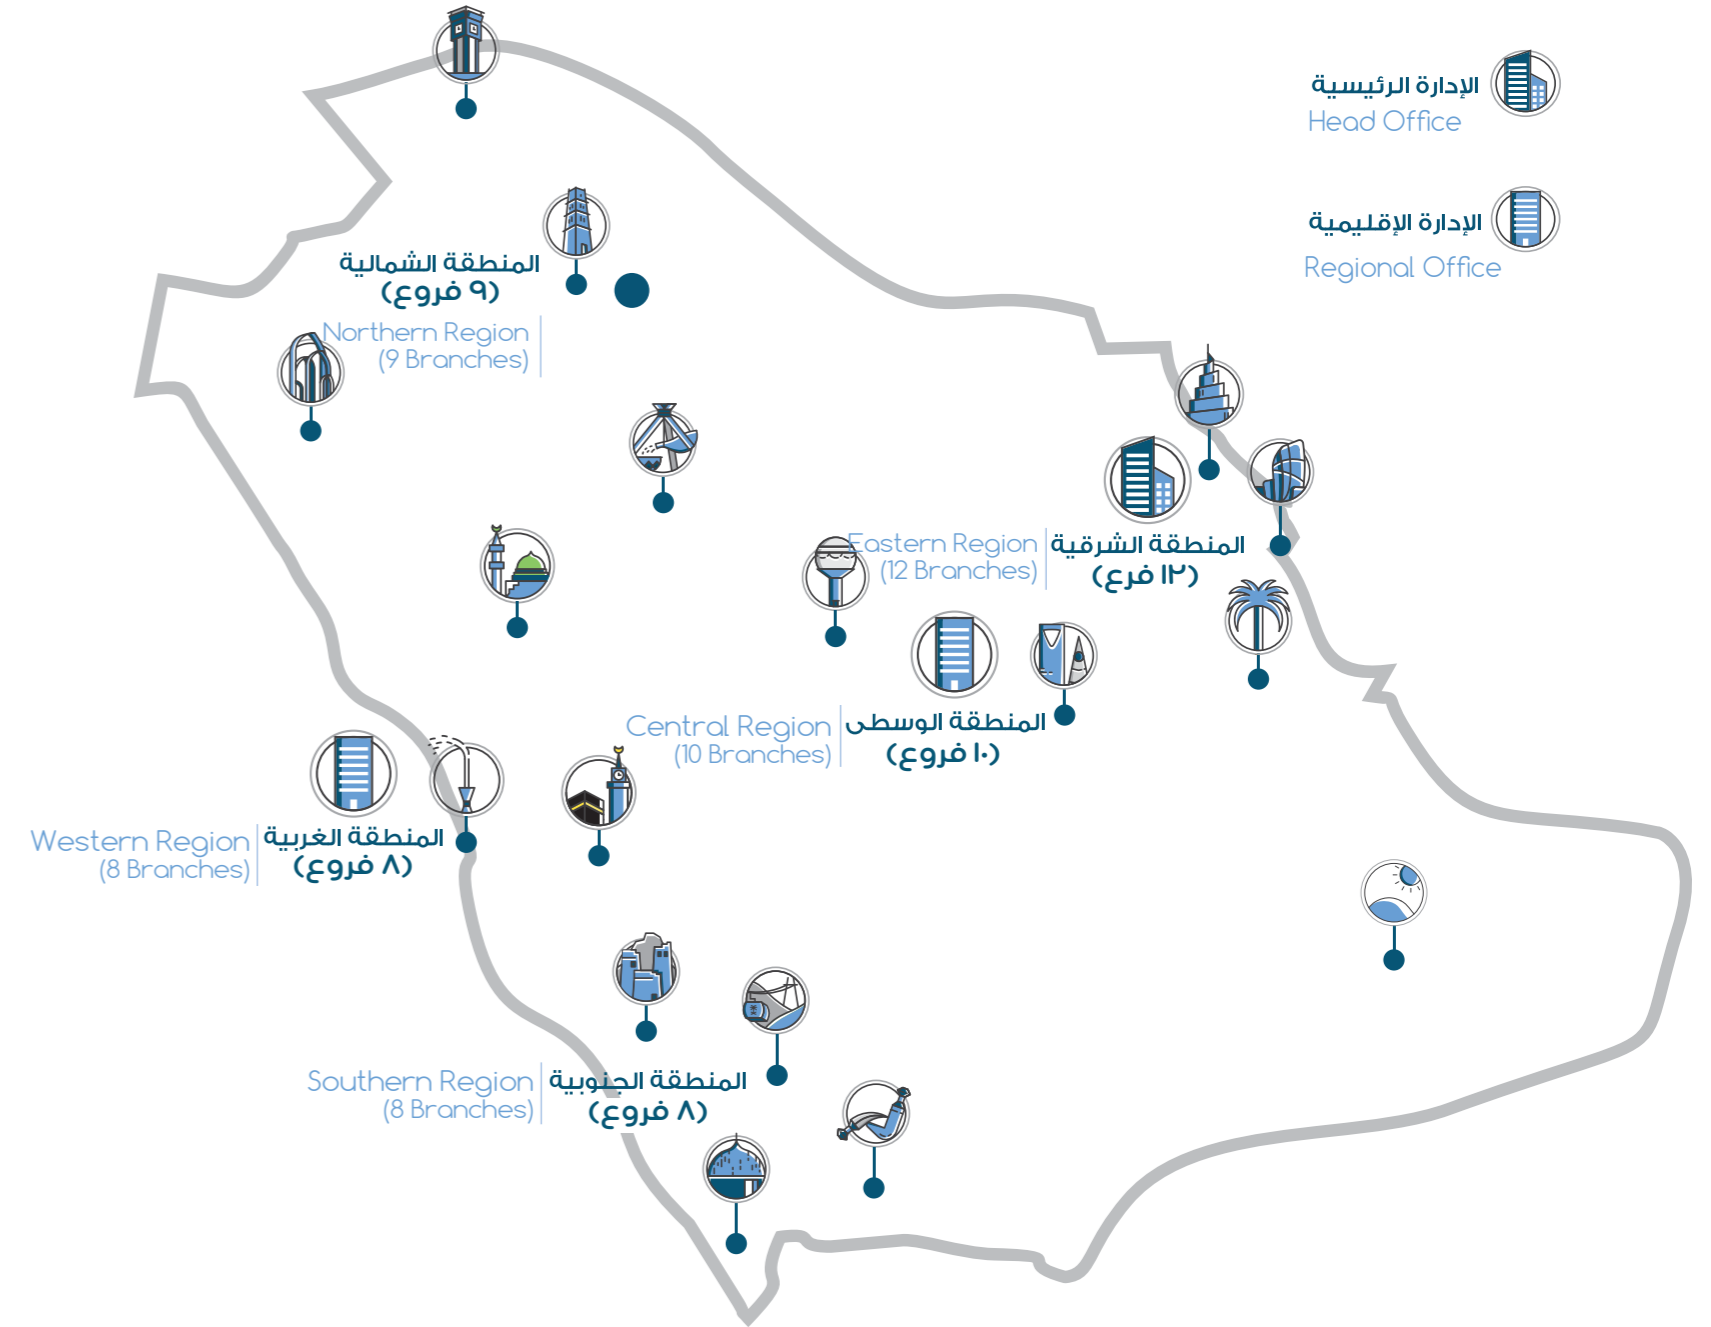 الإدارة الرئيسية
Head Office
الإدارة الإقليمية
Regional Office
المنطقة الشمالية
(٩ فروع)
Northern Region
(9 Branches)
المنطقة الشرقية
(١٢ فرع)
Eastern Region
(12 Branches)
المنطقة الوسطى
(١٠ فروع)
Central Region
(10 Branches)
المنطقة الغربية
(٨ فروع)
Western Region
(8 Branches)
المنطقة الجنوبية
(٨ فروع)
Southern Region
(8 Branches)